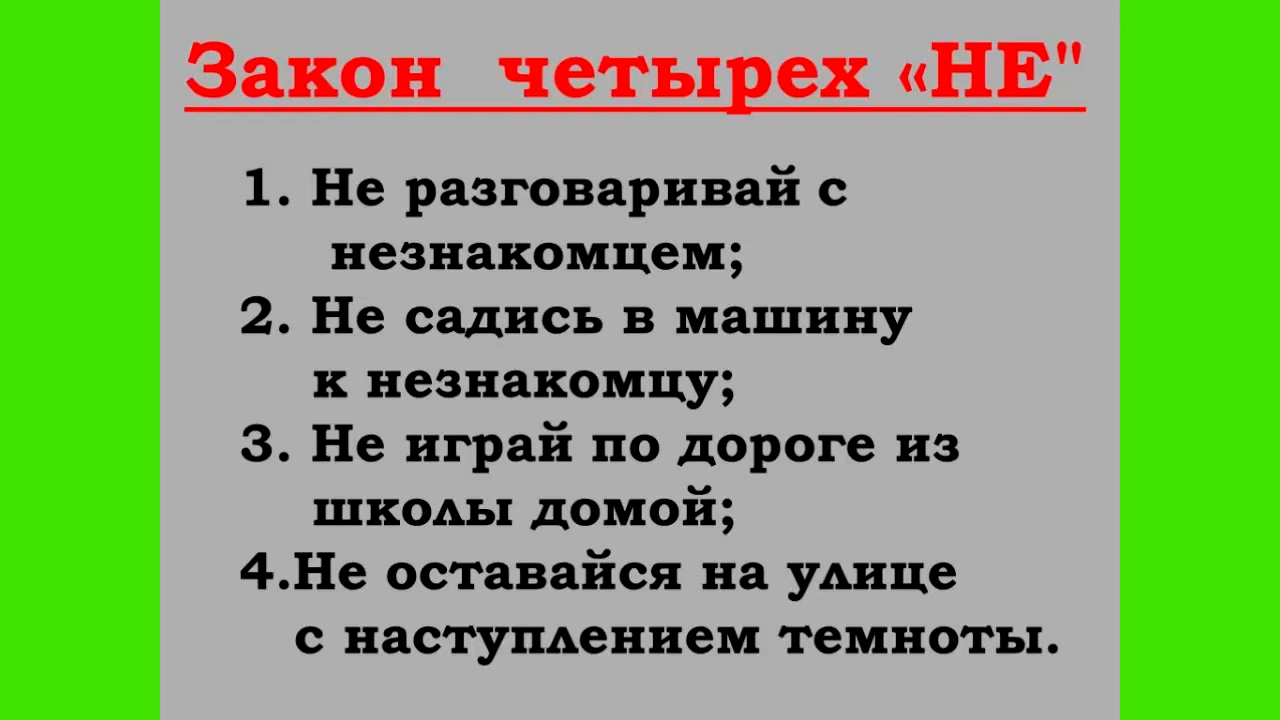 Закон четырех «НЕ"
1. Не разговаривай с
незнакомцем;
2. Не садись в машину
к незнакомцу;
3. Не играй по дороге из
школы домой;
4.Не оставайся на улице
с наступлением темноты.